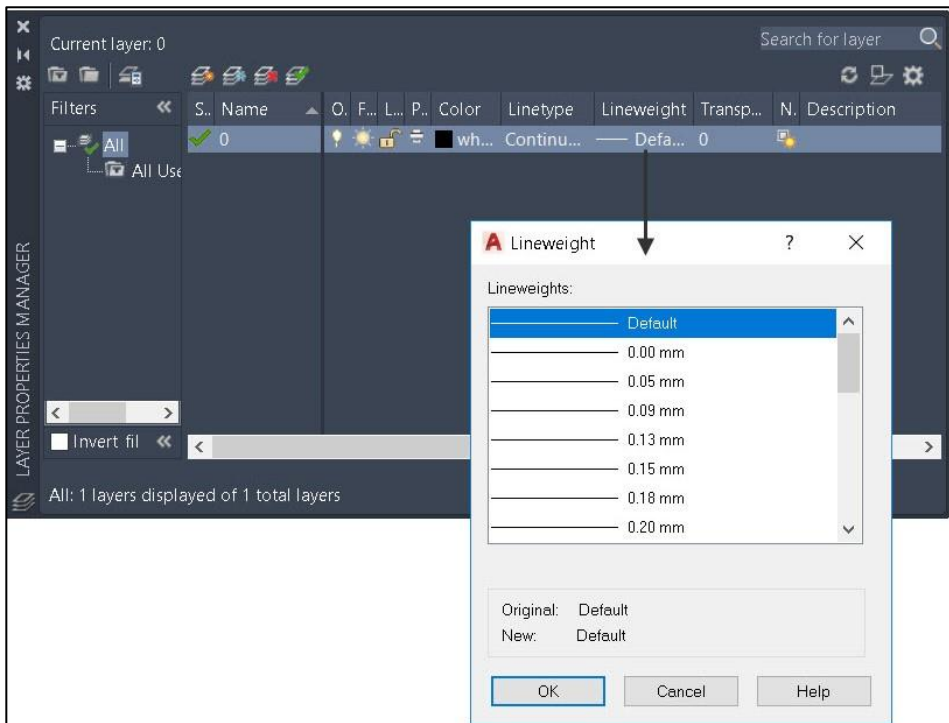 Current layer: 0
Search for layer
Filters
S.. Name O. F... L... P.. Color Linetype Lineweight Transp... N. Description
All
0 wh... Continu... Defa... 0
All Use
LAYER PROPERTIES MANAGER
Invert fil
All: 1 layers displayed of 1 total layers
A Lineweight ?
Lineweights:
Default
0.00 mm
0.05 mm
0.09 mm
0.13 mm
0.15 mm
0.18 mm
0.20 mm
Original: Default
New: Default
OK Cancel Help